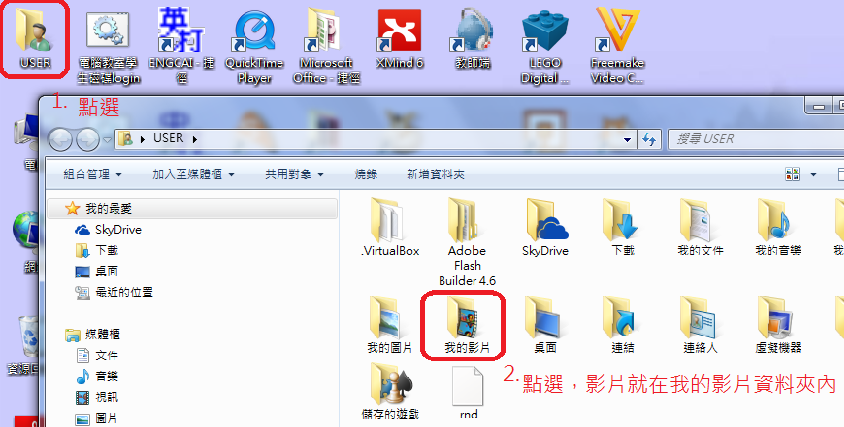 USER
電腦教室學生磁碟login
ENGCAI - 捷徑
QuickTime Player
Microsoft Office - 捷徑
XMind 6
教師端
LEGO Digital ...
Freemake Video C...
1. 點選
USER
搜尋 USER
組合管理
加入至媒體櫃
共用對象
燒錄
新增資料夾
我的最愛
SkyDrive
下載
桌面
最近的位置
媒體櫃
文件
音樂
視訊
圖片
.VirtualBox
Adobe Flash Builder 4.6
SkyDrive
下載
我的文件
我的音樂
我的圖片
我的影片
桌面
連結
連絡人
虛擬機器
2. 點選，影片就在我的影片資料夾內
儲存的遊戲
rnd